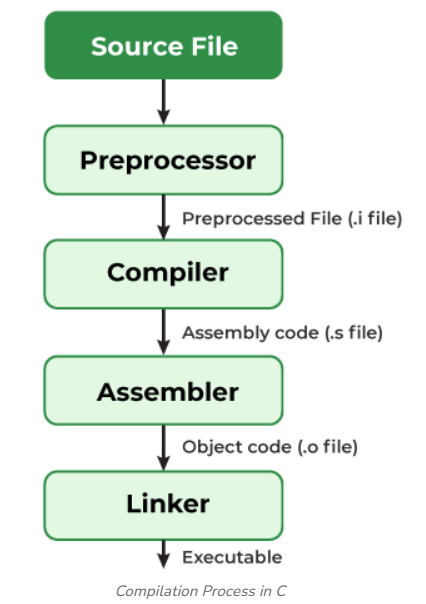 Source File
Preprocessor
Preprocessed File (.i file)
Compiler
Assembly code (.s file)
Assembler
Object code (.o file)
Linker
Executable
Compilation Process in C